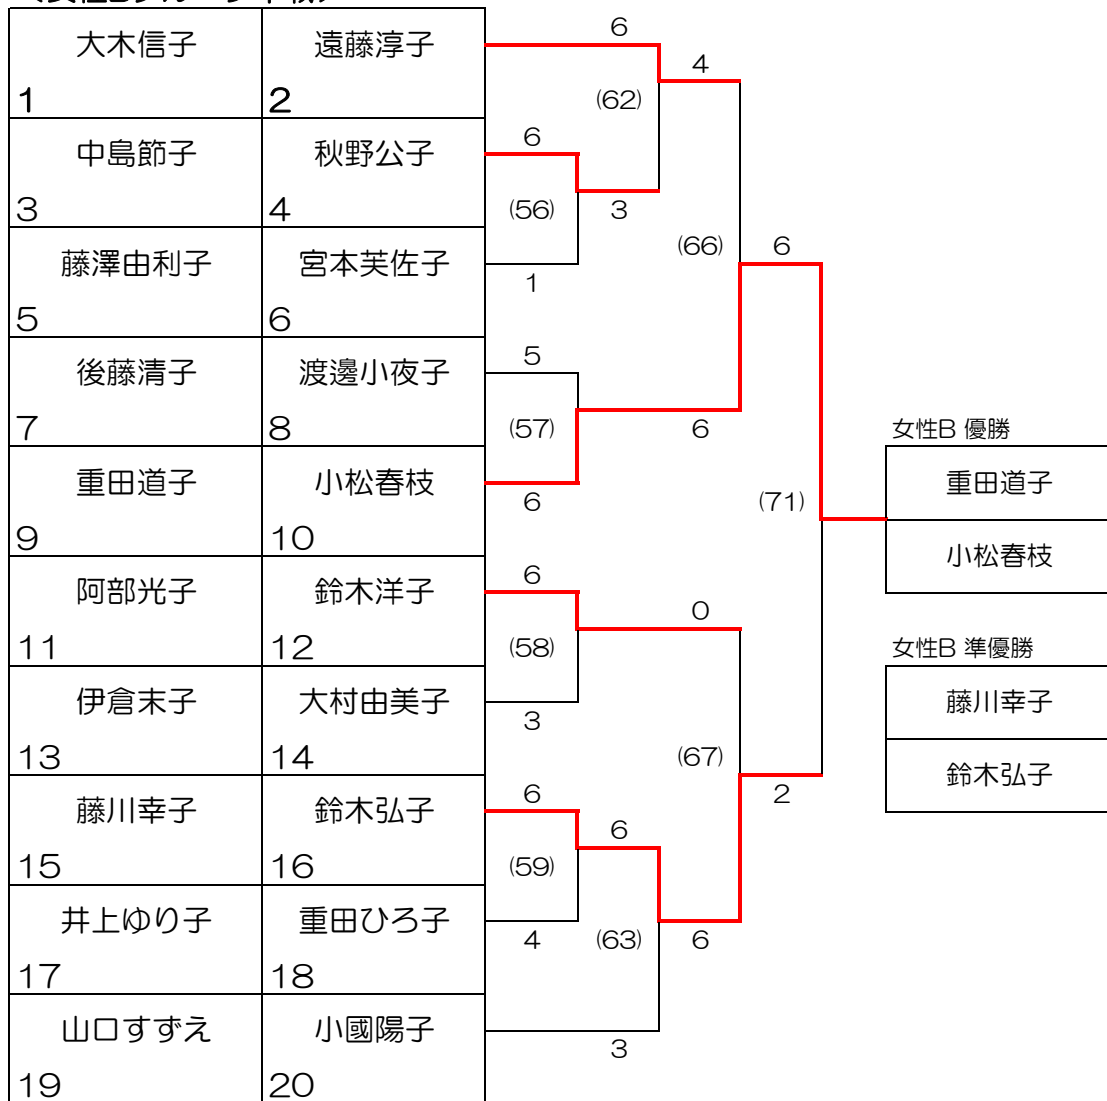 大木信子 遠藤淳子 6
1 2 (62) 4
中島節子 秋野公子 6
3 4 (56) 3
藤澤由利子 宮本芙佐子 1 (66) 6
5 6
後藤清子 渡邊小夜子 5
7 8 (57) 6 女性B 優勝
重田道子 小松春枝 6 (71) 重田道子
9 10 小松春枝
阿部光子 鈴木洋子 6 0
11 12 (58) 女性B 準優勝
伊倉末子 大村由美子 3 藤川幸子
13 14 (67) 鈴木弘子
藤川幸子 鈴木弘子 6 6 2
15 16 (59)
井上ゆり子 重田ひろ子 4 (63) 6
17 18
山口すずえ 小國陽子 3
19 20